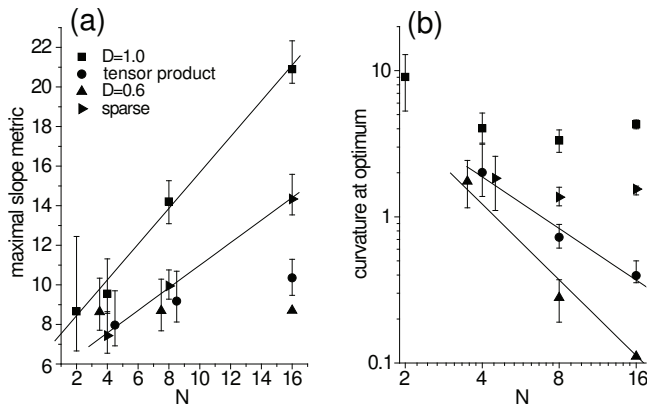 (a)
(b)
22
20
18
16
14
12
10
8
6
maximal slope metric
D=1.0
tensor product
D=0.6
sparse
2 4 6 8 10 12 14 16
N
10
1
0.1
curvature at optimum
2 4 8 16
N